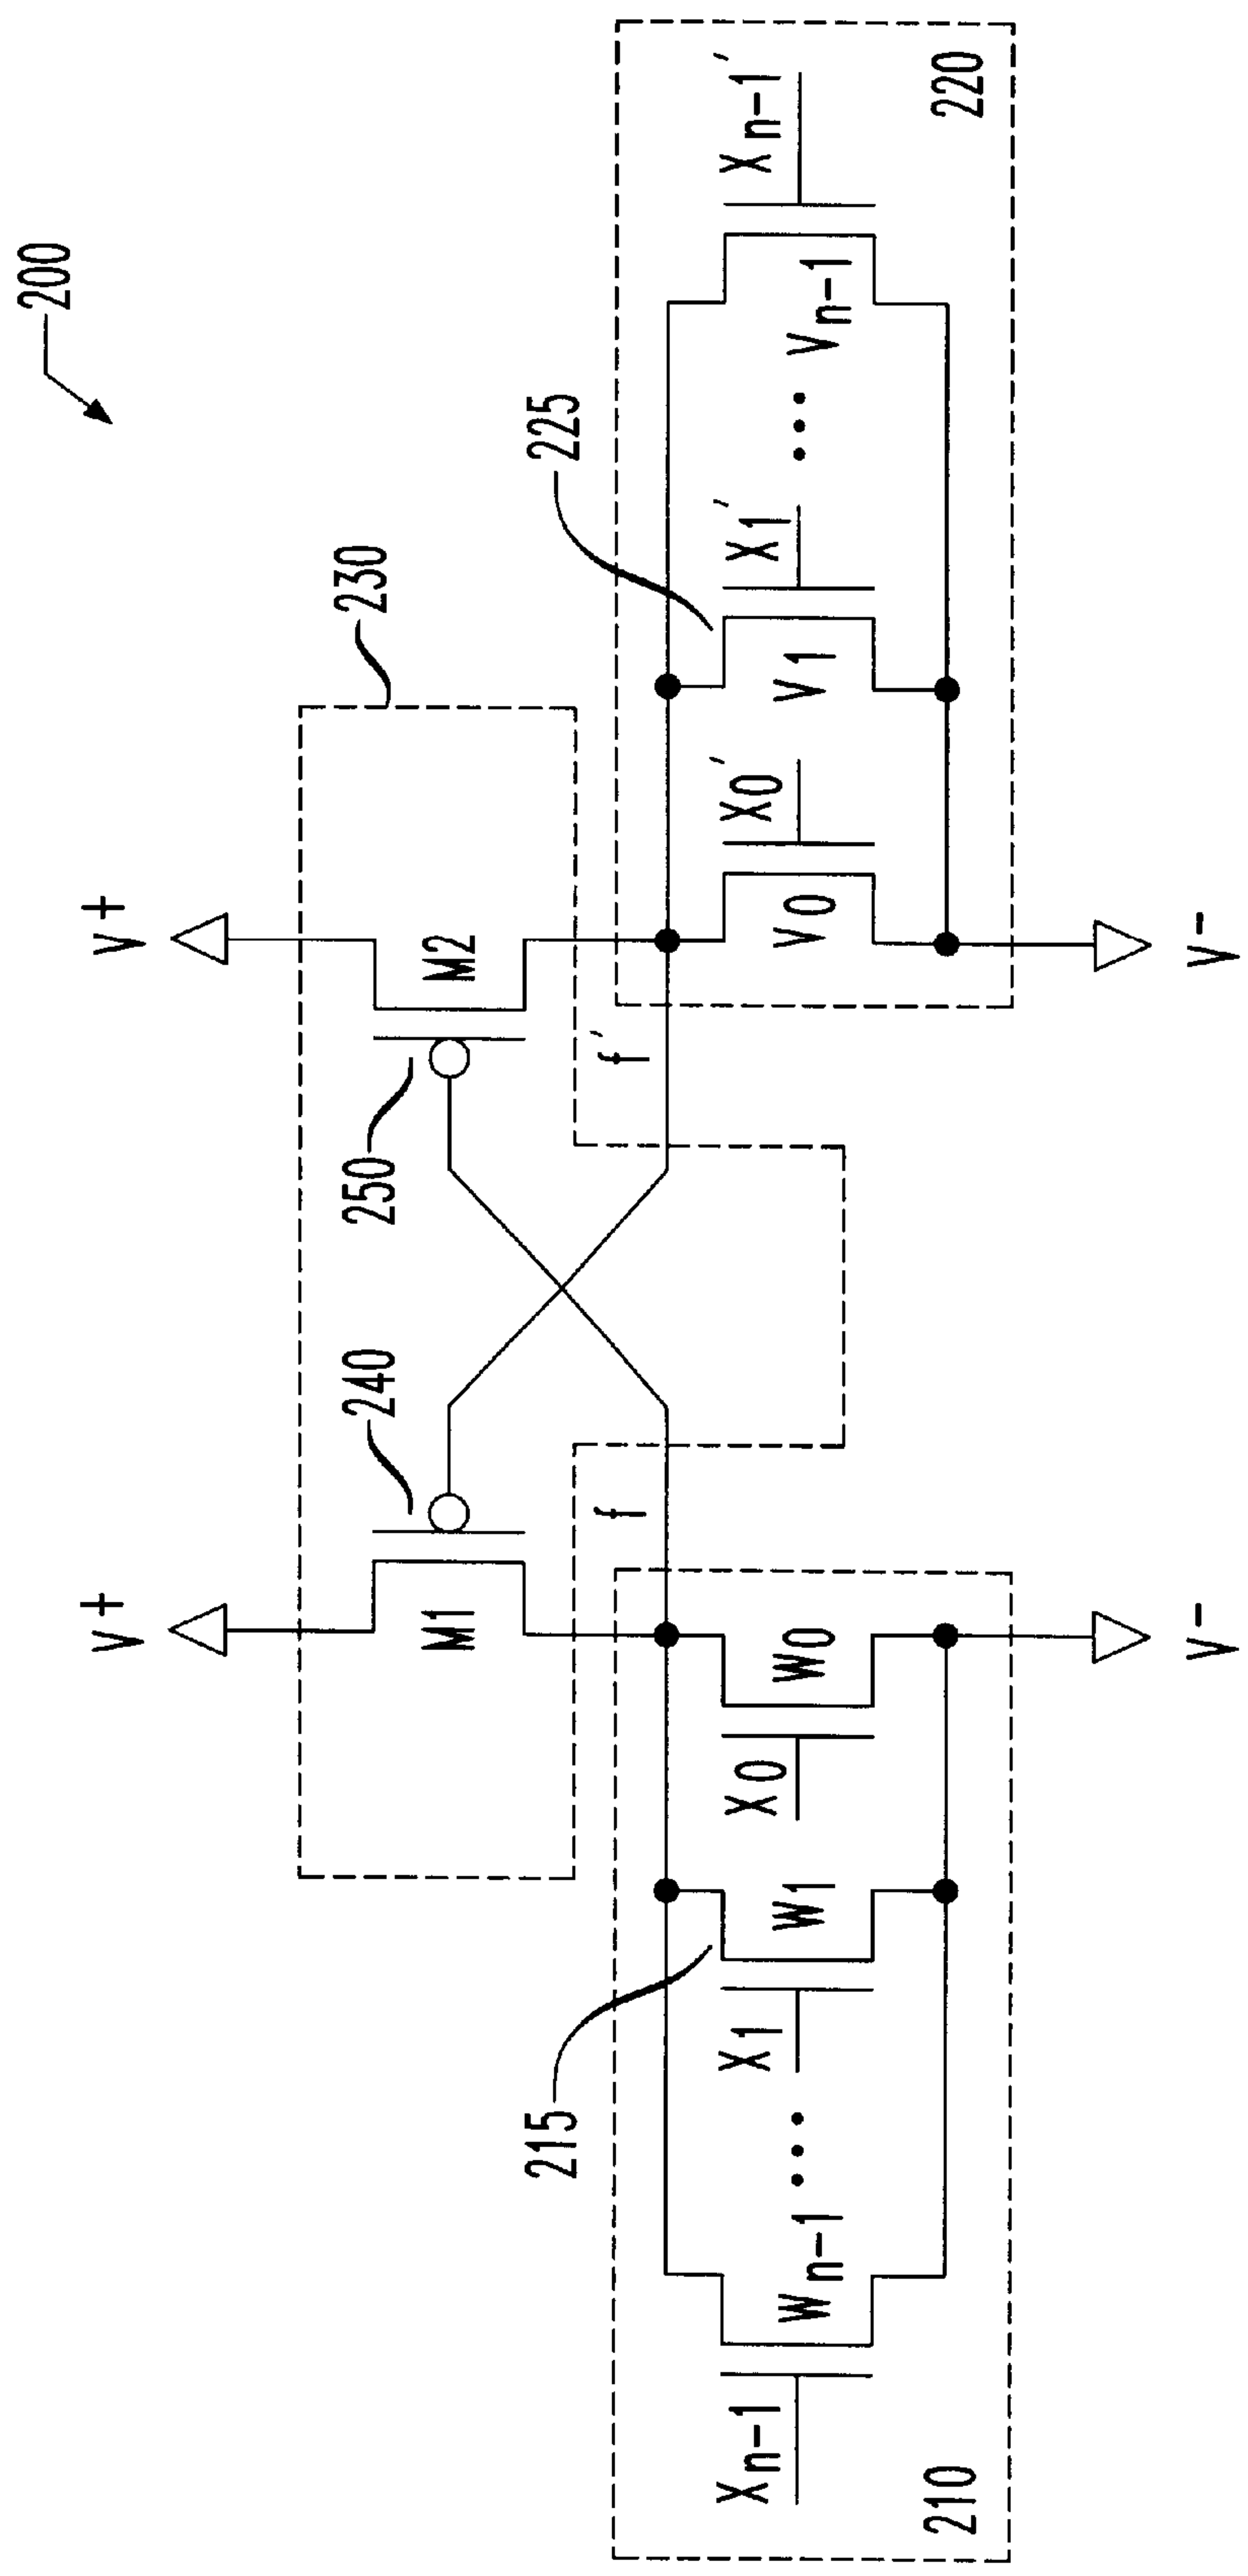 200
V+
V+
230
M1
240
250
M2
f
f′
215
225
Xn-1
Wn-1
...
X1
W1
X0
W0
V0
X0′
V1
X1′
...
Vn-1
Xn-1′
210
220
V-
V-